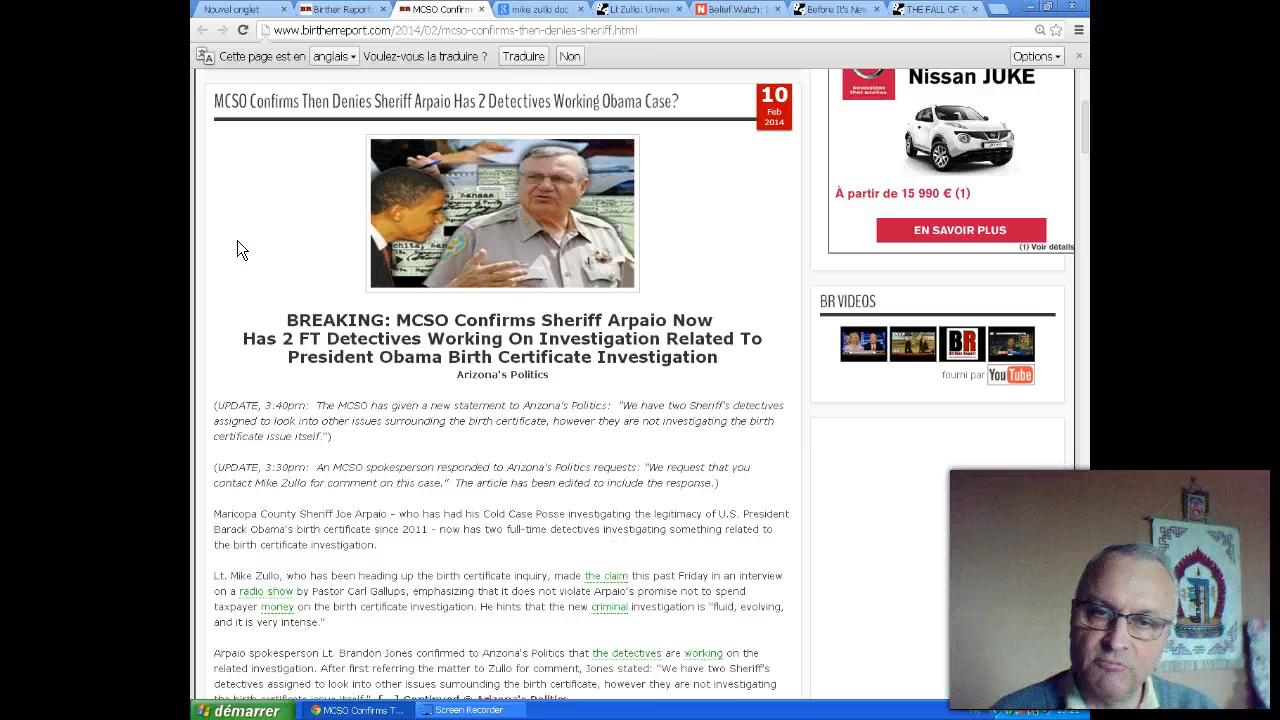 Nouvel onglet
Birther Report:
MCSO Confirm
mike zullo doc
Lt Zullo: Univer
Belief Watch:
Before It's New
THE FALL OF
www.birtherreport.com/2014/02/mcso-confirms-then-denies-sheriff.html
Cette page est en anglais Voulez-vous la traduire ? Traduire Non Options
MCSO Confirms Then Denies Sheriff Arpaio Has 2 Detectives Working Obama Case?
10
Feb
2014
BREAKING: MCSO Confirms Sheriff Arpaio Now
Has 2 FT Detectives Working On Investigation Related To
President Obama Birth Certificate Investigation
Arizona's Politics
(UPDATE, 3:40pm: The MCSO has given a new statement to Arizona's Politics: "We have two Sheriff's detectives
assigned to look into other issues surrounding the birth certificate, however they are not investigating the birth
certificate issue itself.")
(UPDATE, 3:30pm: An MCSO spokesperson responded to Arizona's Politics requests: "We request that you
contact Mike Zullo for comment on this case." The article has been edited to include the response.)
Maricopa County Sheriff Joe Arpaio - who has had his Cold Case Posse investigating the legitimacy of U.S. President
Barack Obama's birth certificate since 2011 - now has two full-time detectives investigating something related to
the birth certificate investigation.
Lt. Mike Zullo, who has been heading up the birth certificate inquiry, made the claim this past Friday in an interview
on a radio show by Pastor Carl Gallups, emphasizing that it does not violate Arpaio's promise not to spend
taxpayer money on the birth certificate investigation. He hints that the new criminal investigation is "fluid, evolving,
and it is very intense."
Arpaio spokesperson Lt. Brandon Jones confirmed to Arizona's Politics that the detectives are working on the
related investigation. After first referring the matter to Zullo for comment, Jones stated: "We have two Sheriff's
detectives assigned to look into other issues surrounding the birth certificate, however they are not investigating
the birth certificate issue itself." [...] Continued @ Arizona's Politics
Nissan JUKE
À partir de 15 990 € (1)
EN SAVOIR PLUS
(1) Voir détails
BR VIDEOS
BR
fourni par YouTube
démarrer
MCSO Confirms T...
Screen Recorder